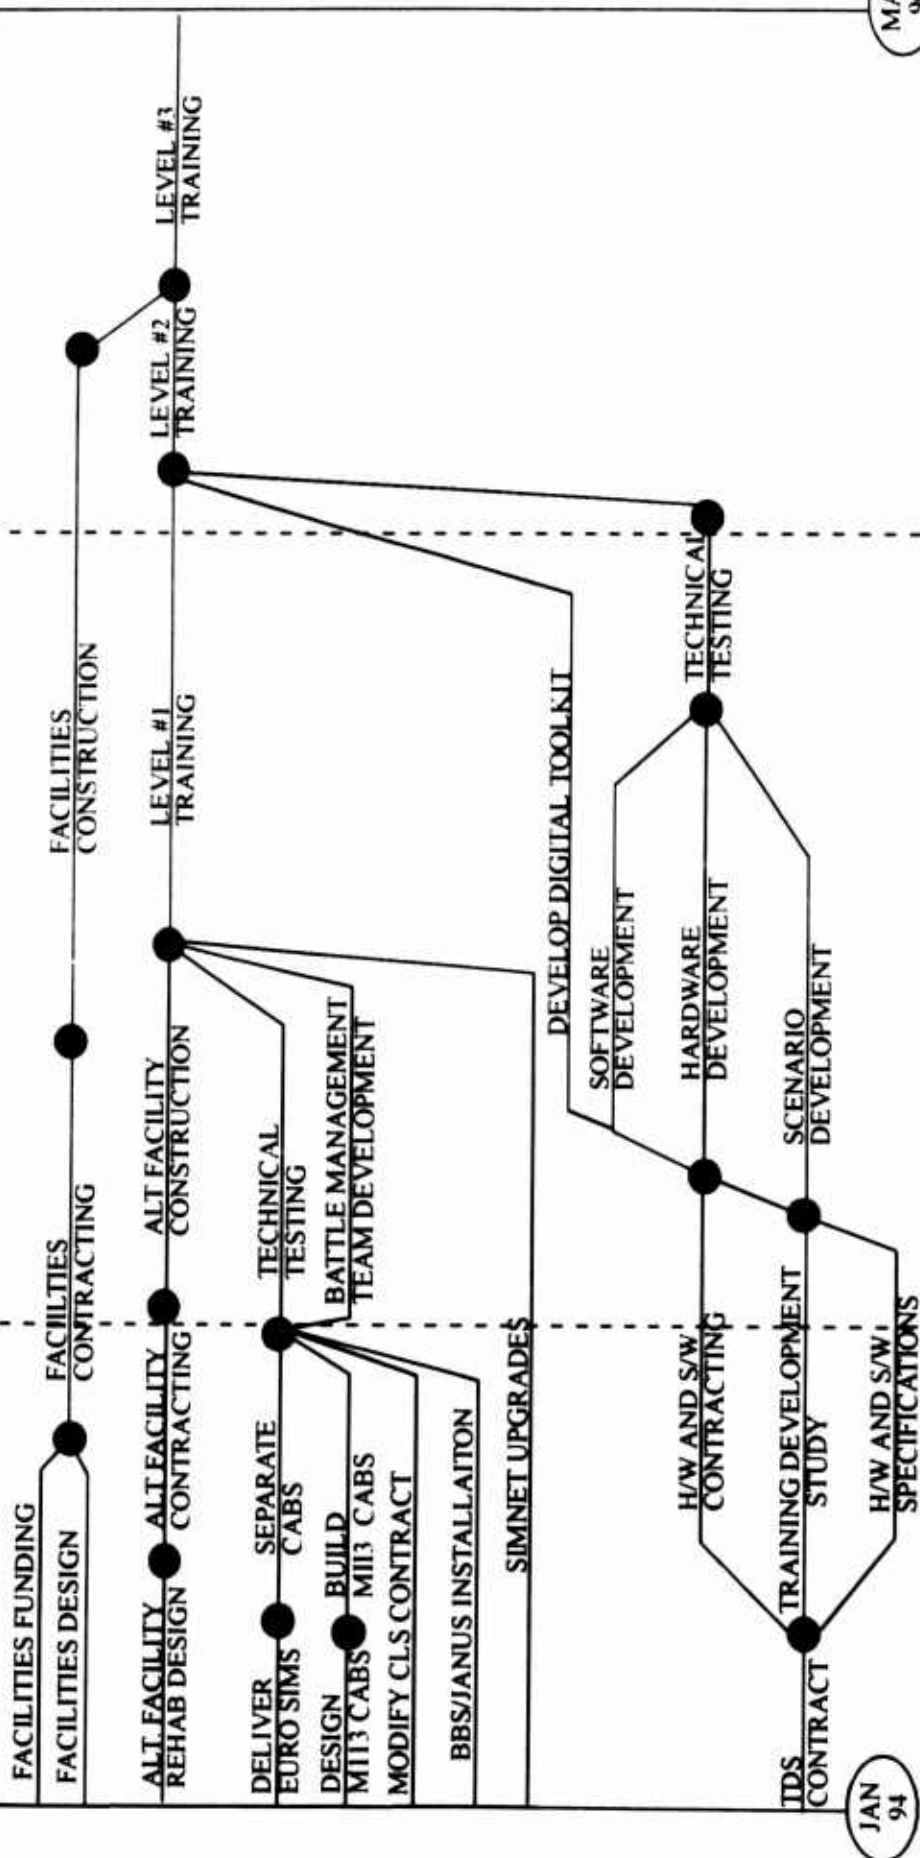 FACILITIES FUNDING
FACILITIES DESIGN
FACIILTIES
CONTRACTING
FACILITIES
CONSTRUCTION
ALT. FACILITY
REHAB DESIGN
ALT FACILITY
CONTRACTING
ALT FACILITY
CONSTRUCTION
LEVEL #1
TRAINING
LEVEL #2
TRAINING
LEVEL #3
TRAINING
DELIVER
EURO SIMS
SEPARATE
CABS
TECHNICAL
TESTING
DESIGN
M113 CABS
BUILD
M113 CABS
BATTLE MANAGEMENT
TEAM DEVELOPMENT
MODIFY CLS CONTRACT
BBS/JANUS INSTALLAITON
SIMNET UPGRADES
DEVELOP DIGITAL TOOLKIT
SOFTWARE
DEVELOPMENT
H/W AND S/W
CONTRACTING
HARDWARE
DEVELOPMENT
TECHNICAL
TESTING
TDS
CONTRACT
TRAINING DEVELOPMENT
STUDY
SCENARIO
DEVELOPMENT
H/W AND S/W
SPECIFICATIONS
JAN
94